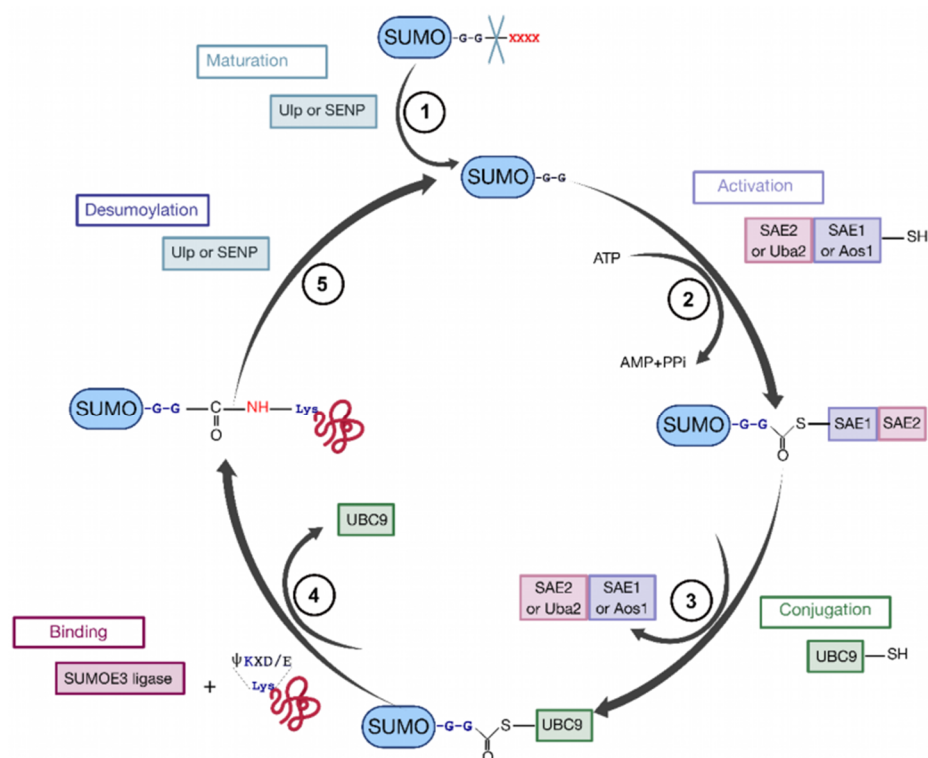 SUMO -G-G- XXXX
Maturation
Ulp or SENP
1
SUMO -G-G
Activation
SAE2
or Uba2
SAE1
or Aos1
SH
Desumoylation
Ulp or SENP
5
ATP
2
AMP+PPi
SUMO -G-G C NH Lys
O
SUMO -G-G S SAE1 SAE2
O
UBC9
4
SAE2
or Uba2
SAE1
or Aos1
3
Conjugation
UBC9 SH
Binding
SUMOE3 ligase + ΨKXD/E
Lys
SUMO -G-G S UBC9
O